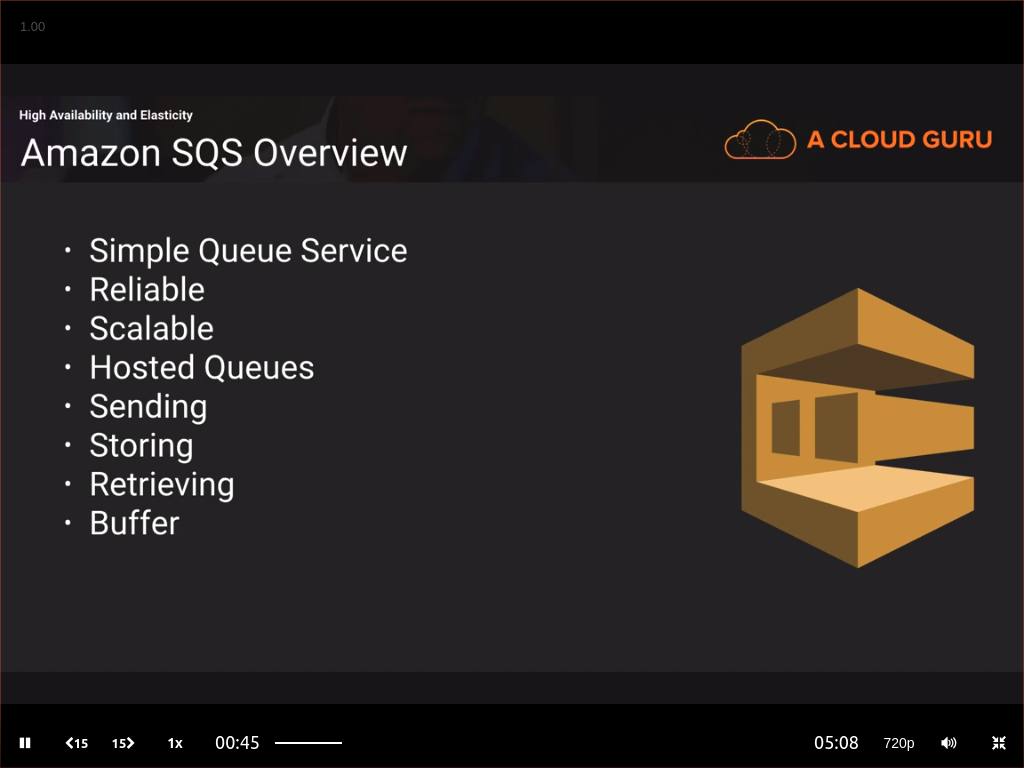 1.00
High Availability and Elasticity
Amazon SQS Overview
A CLOUD GURU
• Simple Queue Service
• Reliable
• Scalable
• Hosted Queues
• Sending
• Storing
• Retrieving
• Buffer
15 15 1x 00:45 05:08 720p